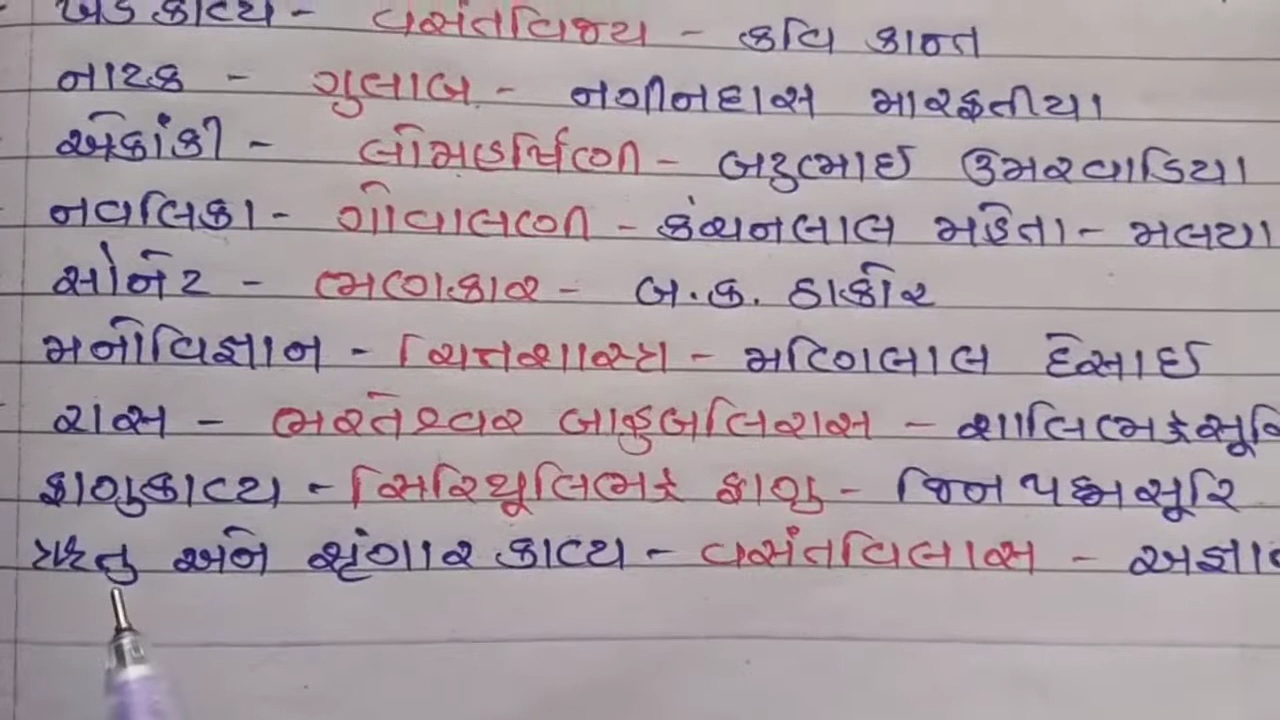 ખંડકાવ્ય - વસંતવિજય - કવિ કાન્ત
નાટક - ગુલાબ - નગીનદાસ મારફતીયા
એકાંકી - લોમહર્ષિણી - બટુભાઈ ઉમરવાડિયા
નવલિકા - ગોવાલણી - કંચનલાલ મહેતા - મલયા
સોનેટ - ભણકાર - બ.ક. ઠાકોર
મનોવિજ્ઞાન - ચિત્તશાસ્ત્ર - મણિલાલ દેસાઈ
રાસ - ભરતેશ્વર બાહુબલિરાસ - શાલિભદ્રસૂરિ
ફાગુકાવ્ય - સિરિથૂલિભદ્ર ફાગુ - જિનપદ્મસૂરિ
ઋતુ અને શૃંગાર કાવ્ય - વસંતવિલાસ - અજ્ઞા